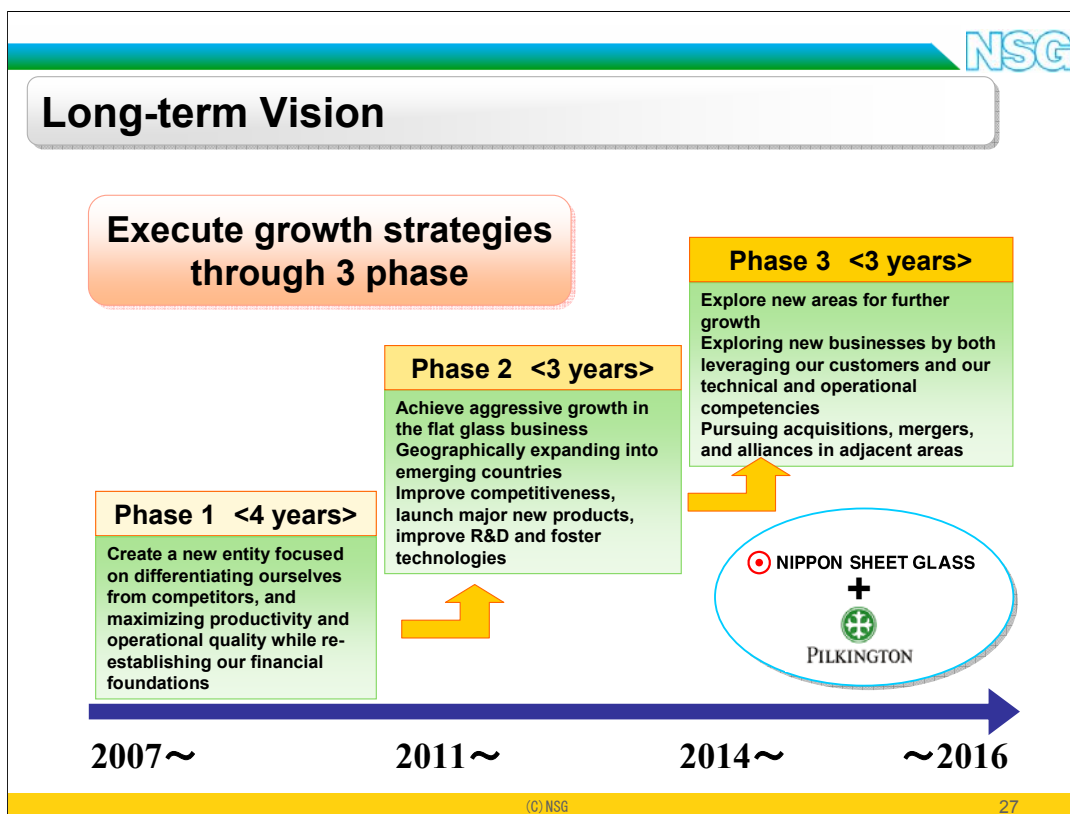 NSG
Long-term Vision
Execute growth strategies
through 3 phase
Phase 1 <4 years>
Create a new entity focused
on differentiating ourselves
from competitors, and
maximizing productivity and
operational quality while re-
establishing our financial
foundations
Phase 2 <3 years>
Achieve aggressive growth in
the flat glass business
Geographically expanding into
emerging countries
Improve competitiveness,
launch major new products,
improve R&D and foster
technologies
Phase 3 <3 years>
Explore new areas for further
growth
Exploring new businesses by both
leveraging our customers and our
technical and operational
competencies
Pursuing acquisitions, mergers,
and alliances in adjacent areas
NIPPON SHEET GLASS
+
PILKINGTON
2007～
2011～
2014～
～2016
(C) NSG
27